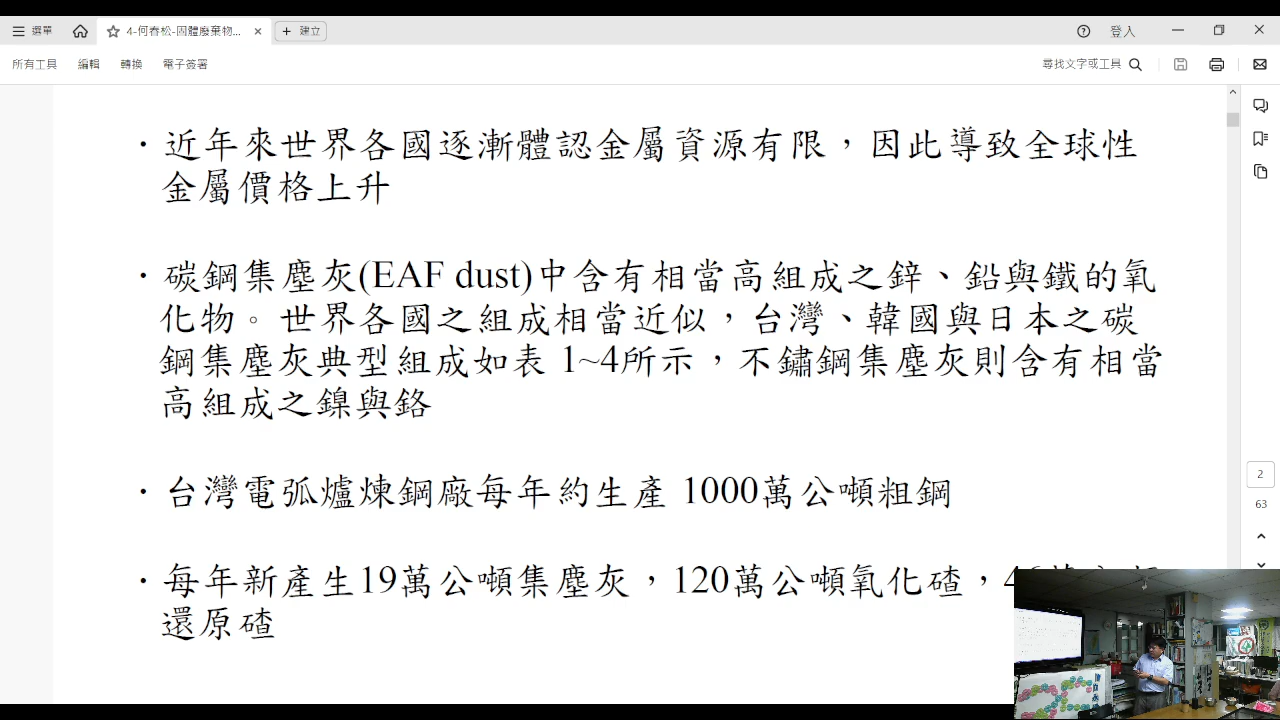 選單
4-何春松-固體廢棄物...
建立
登入
所有工具
編輯
轉換
電子簽署
尋找文字或工具
· 近年來世界各國逐漸體認金屬資源有限，因此導致全球性
金屬價格上升
· 碳鋼集塵灰(EAF dust)中含有相當高組成之鋅、鉛與鐵的氧
化物。世界各國之組成相當近似，台灣、韓國與日本之碳
鋼集塵灰典型組成如表 1~4所示，不鏽鋼集塵灰則含有相當
高組成之鎳與鉻
· 台灣電弧爐煉鋼廠每年約生產 1000萬公噸粗鋼
· 每年新產生19萬公噸集塵灰，120萬公噸氧化碴，
還原碴
2
63